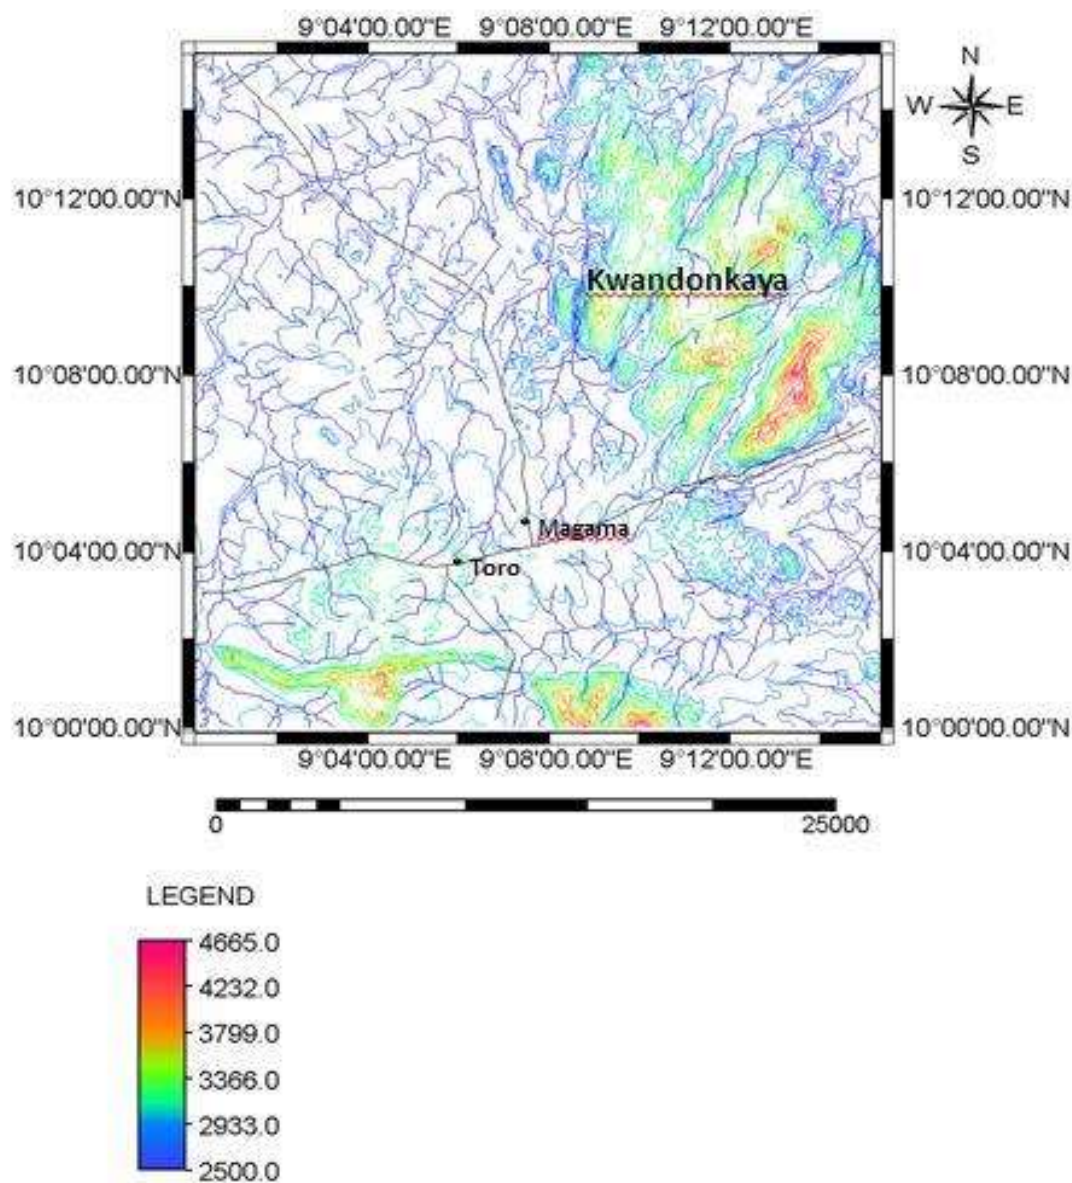 9°04'00.00"E 9°08'00.00"E 9°12'00.00"E
N
W E
S
10°12'00.00"N 10°12'00.00"N
Kwandonkaya
10°08'00.00"N 10°08'00.00"N
Magama
10°04'00.00"N 10°04'00.00"N
Toro
10°00'00.00"N 10°00'00.00"N
9°04'00.00"E 9°08'00.00"E 9°12'00.00"E
0 25000
LEGEND
4665.0
4232.0
3799.0
3366.0
2933.0
2500.0